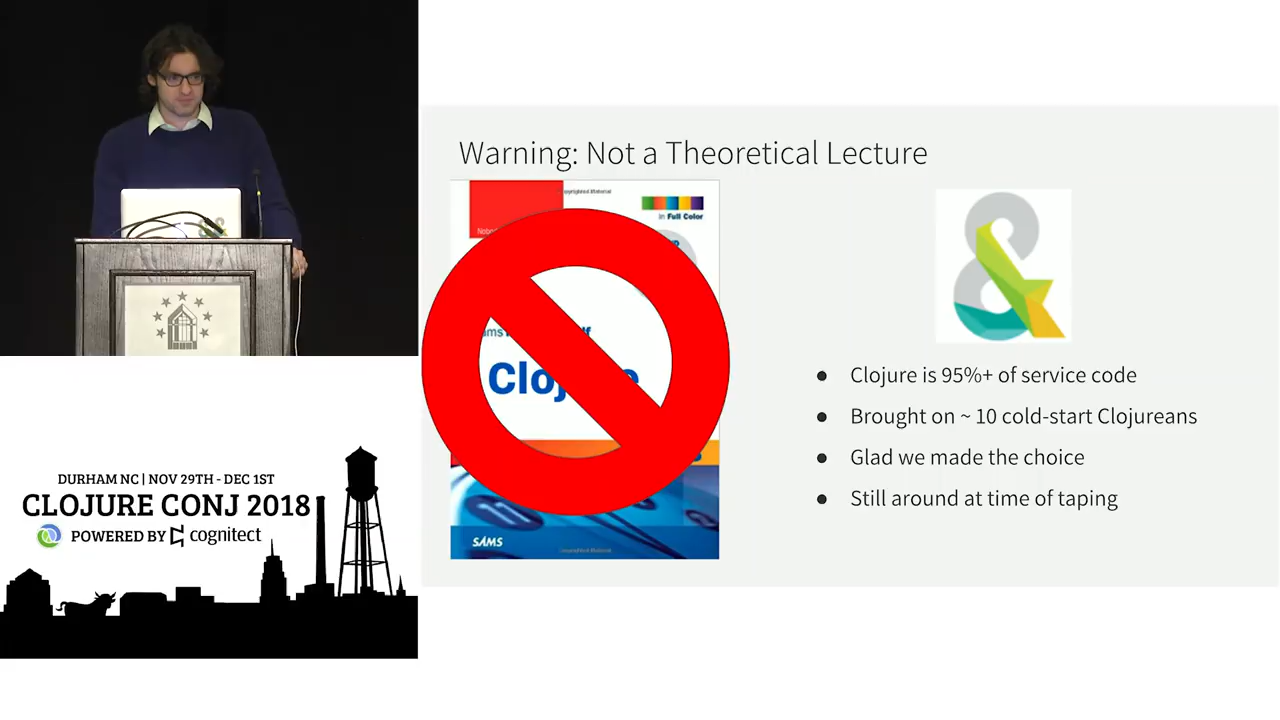 Warning: Not a Theoretical Lecture
Copyrighted Material
in Full Color
Clojure is 95%+ of service code
Brought on ~ 10 cold-start Clojureans
Glad we made the choice
Still around at time of taping
SAMS
DURHAM NC | NOV 29TH - DEC 1ST
CLOJURE CONJ 2018
POWERED BY cognitect